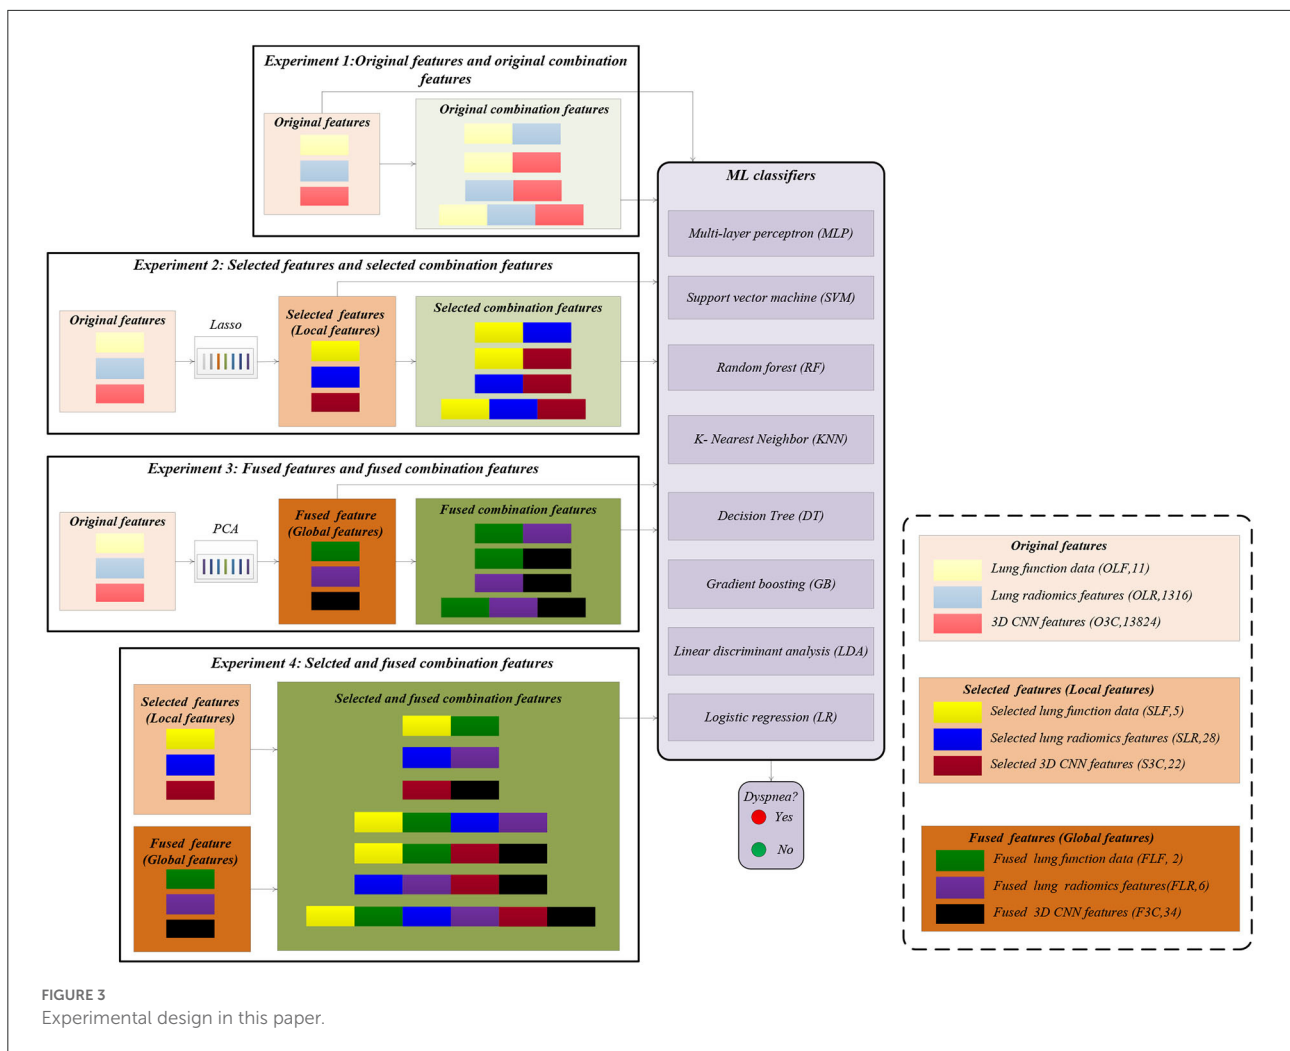 Experiment 1:Original features and original combination
features
Original features
Original combination features
Experiment 2: Selected features and selected combination features
Original features
Lasso
Selected features
(Local features)
Selected combination features
Experiment 3: Fused features and fused combination features
Original features
PCA
Fused feature
(Global features)
Fused combination features
Experiment 4: Selcted and fused combination features
Selected features
(Local features)
Fused feature
(Global features)
Selected and fused combination features
ML classifiers
Multi-layer perceptron (MLP)
Support vector machine (SVM)
Random forest (RF)
K- Nearest Neighbor (KNN)
Decision Tree (DT)
Gradient boosting (GB)
Linear discriminant analysis (LDA)
Logistic regression (LR)
Dyspnea?
Yes
No
Original features
Lung function data (OLF,11)
Lung radiomics features (OLR,1316)
3D CNN features (O3C,13824)
Selected features (Local features)
Selected lung function data (SLF,5)
Selected lung radiomics features (SLR,28)
Selected 3D CNN features (S3C,22)
Fused features (Global features)
Fused lung function data (FLF, 2)
Fused lung radiomics features(FLR,6)
Fused 3D CNN features (F3C,34)
FIGURE 3
Experimental design in this paper.